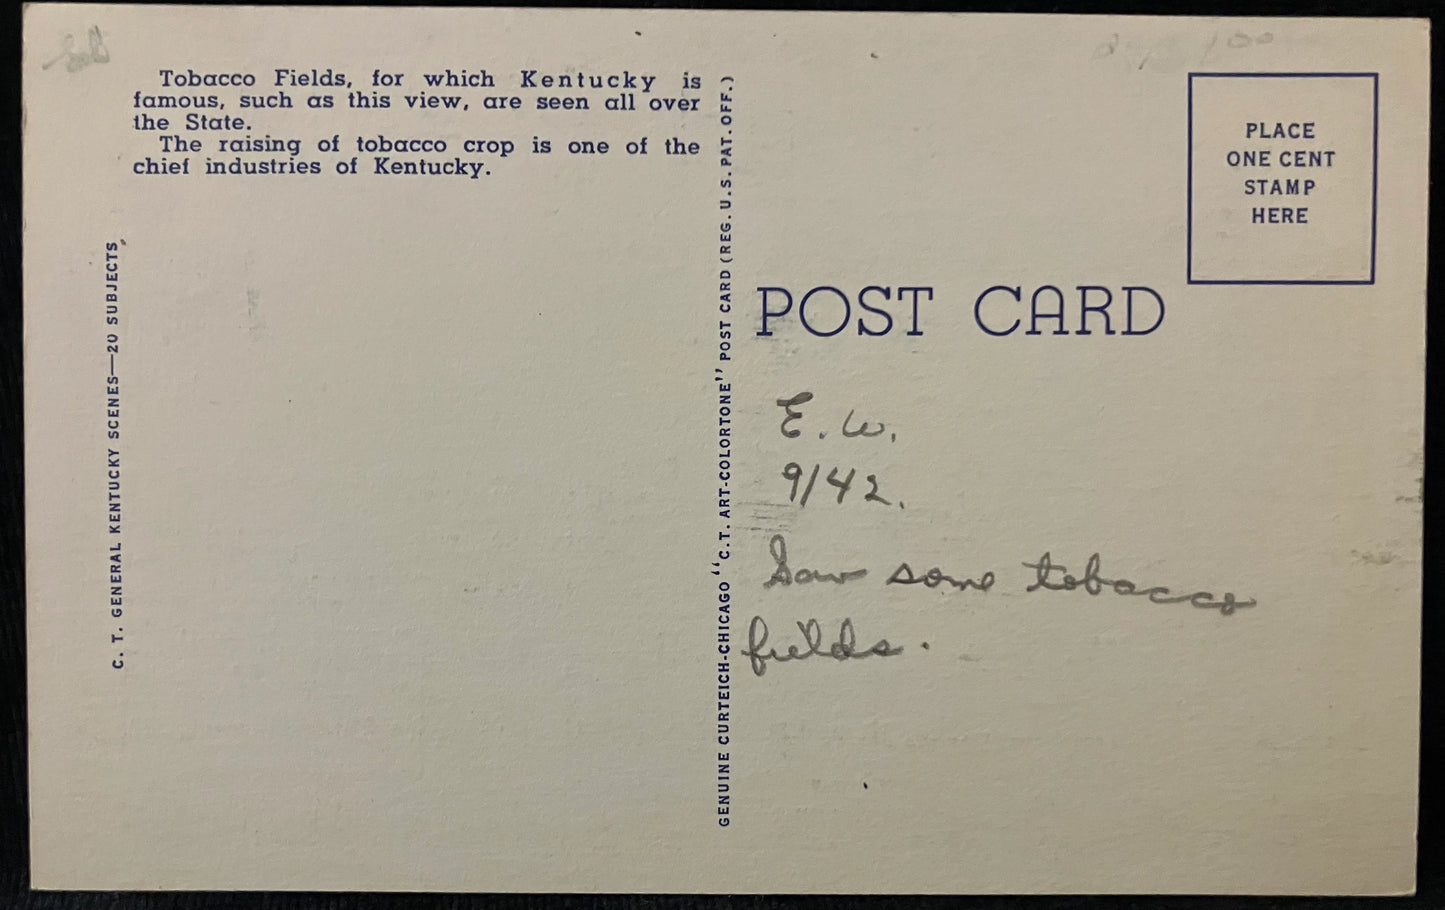 Tobacco Fields, for which Kentucky is
famous, such as this view, are seen all over
the State.
The raising of tobacco crop is one of the
chief industries of Kentucky.
C. T. GENERAL KENTUCKY SCENES—20 SUBJECTS
GENUINE CURTEICH-CHICAGO "C.T. ART-COLORTONE" POST CARD (REG. U.S. PAT. OFF.)
PLACE
ONE CENT
STAMP
HERE
POST CARD
E. W.
9/42.
Saw some tobacco
fields.